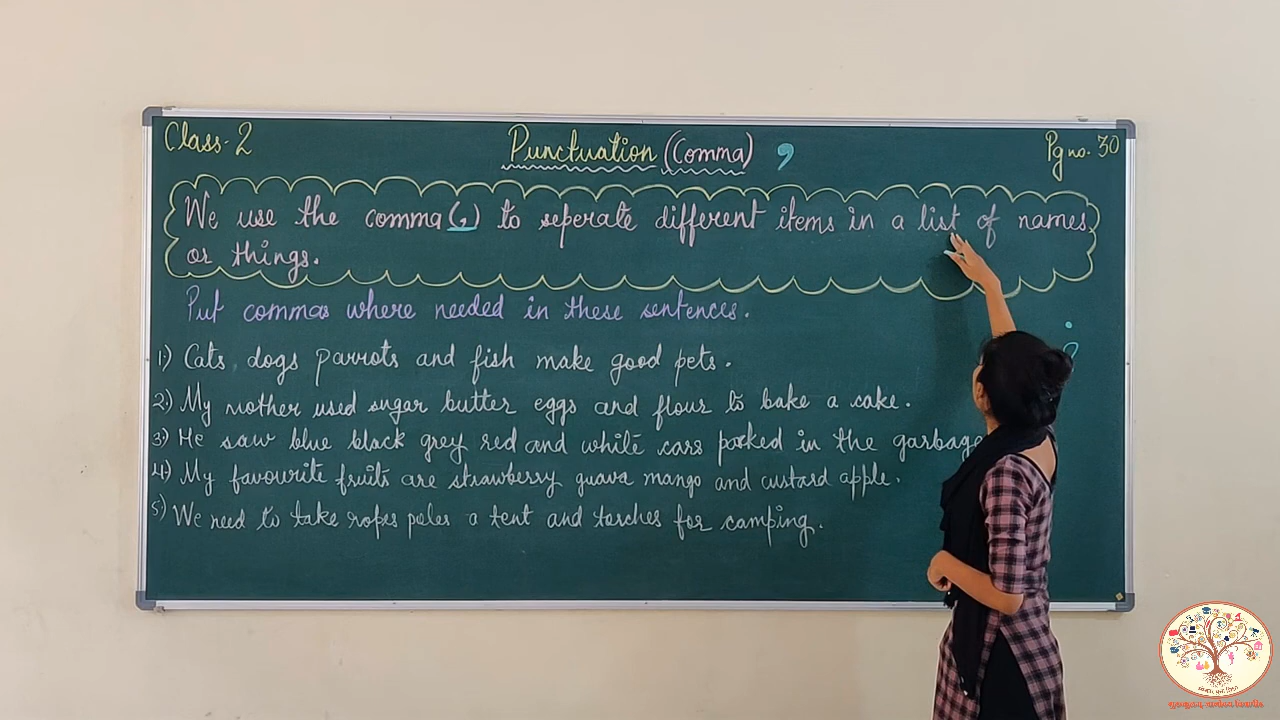 Class-2
Punctuation (Comma) ,
Pg no. 30
We use the comma (,) to seperate different items in a list of names
or things.
Put commas where needed in these sentences.
1.) Cats, dogs parrots and fish make good pets.
2.) My mother used sugar butter eggs and flour to bake a cake.
3.) He saw blue black grey red and white cars parked in the garbage
4.) My favourite fruits are strawberry guava mango and custard apple.
5.) We need to take ropes poles a tent and torches for camping.